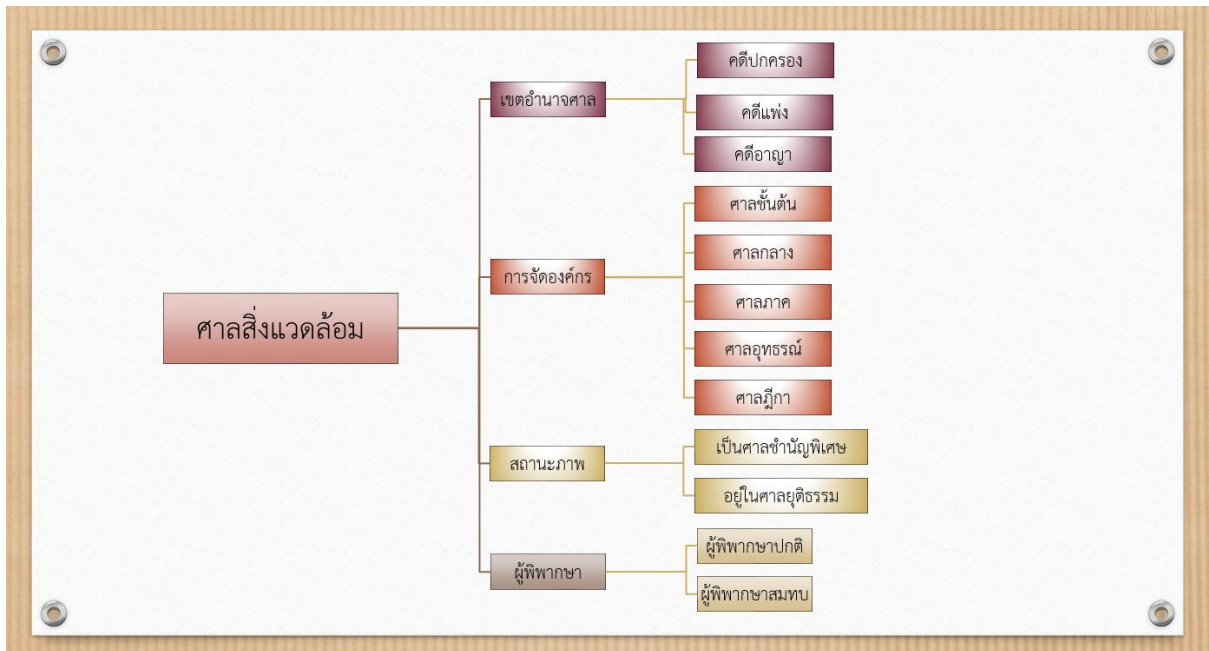 ศาลสิ่งแวดล้อม
เขตอำนาจศาล
คดีปกครอง
คดีแพ่ง
คดีอาญา
การจัดองค์กร
ศาลชั้นต้น
ศาลกลาง
ศาลภาค
ศาลอุทธรณ์
ศาลฎีกา
สถานะภาพ
เป็นศาลชำนัญพิเศษ
อยู่ในศาลยุติธรรม
ผู้พิพากษา
ผู้พิพากษาปกติ
ผู้พิพากษาสมทบ